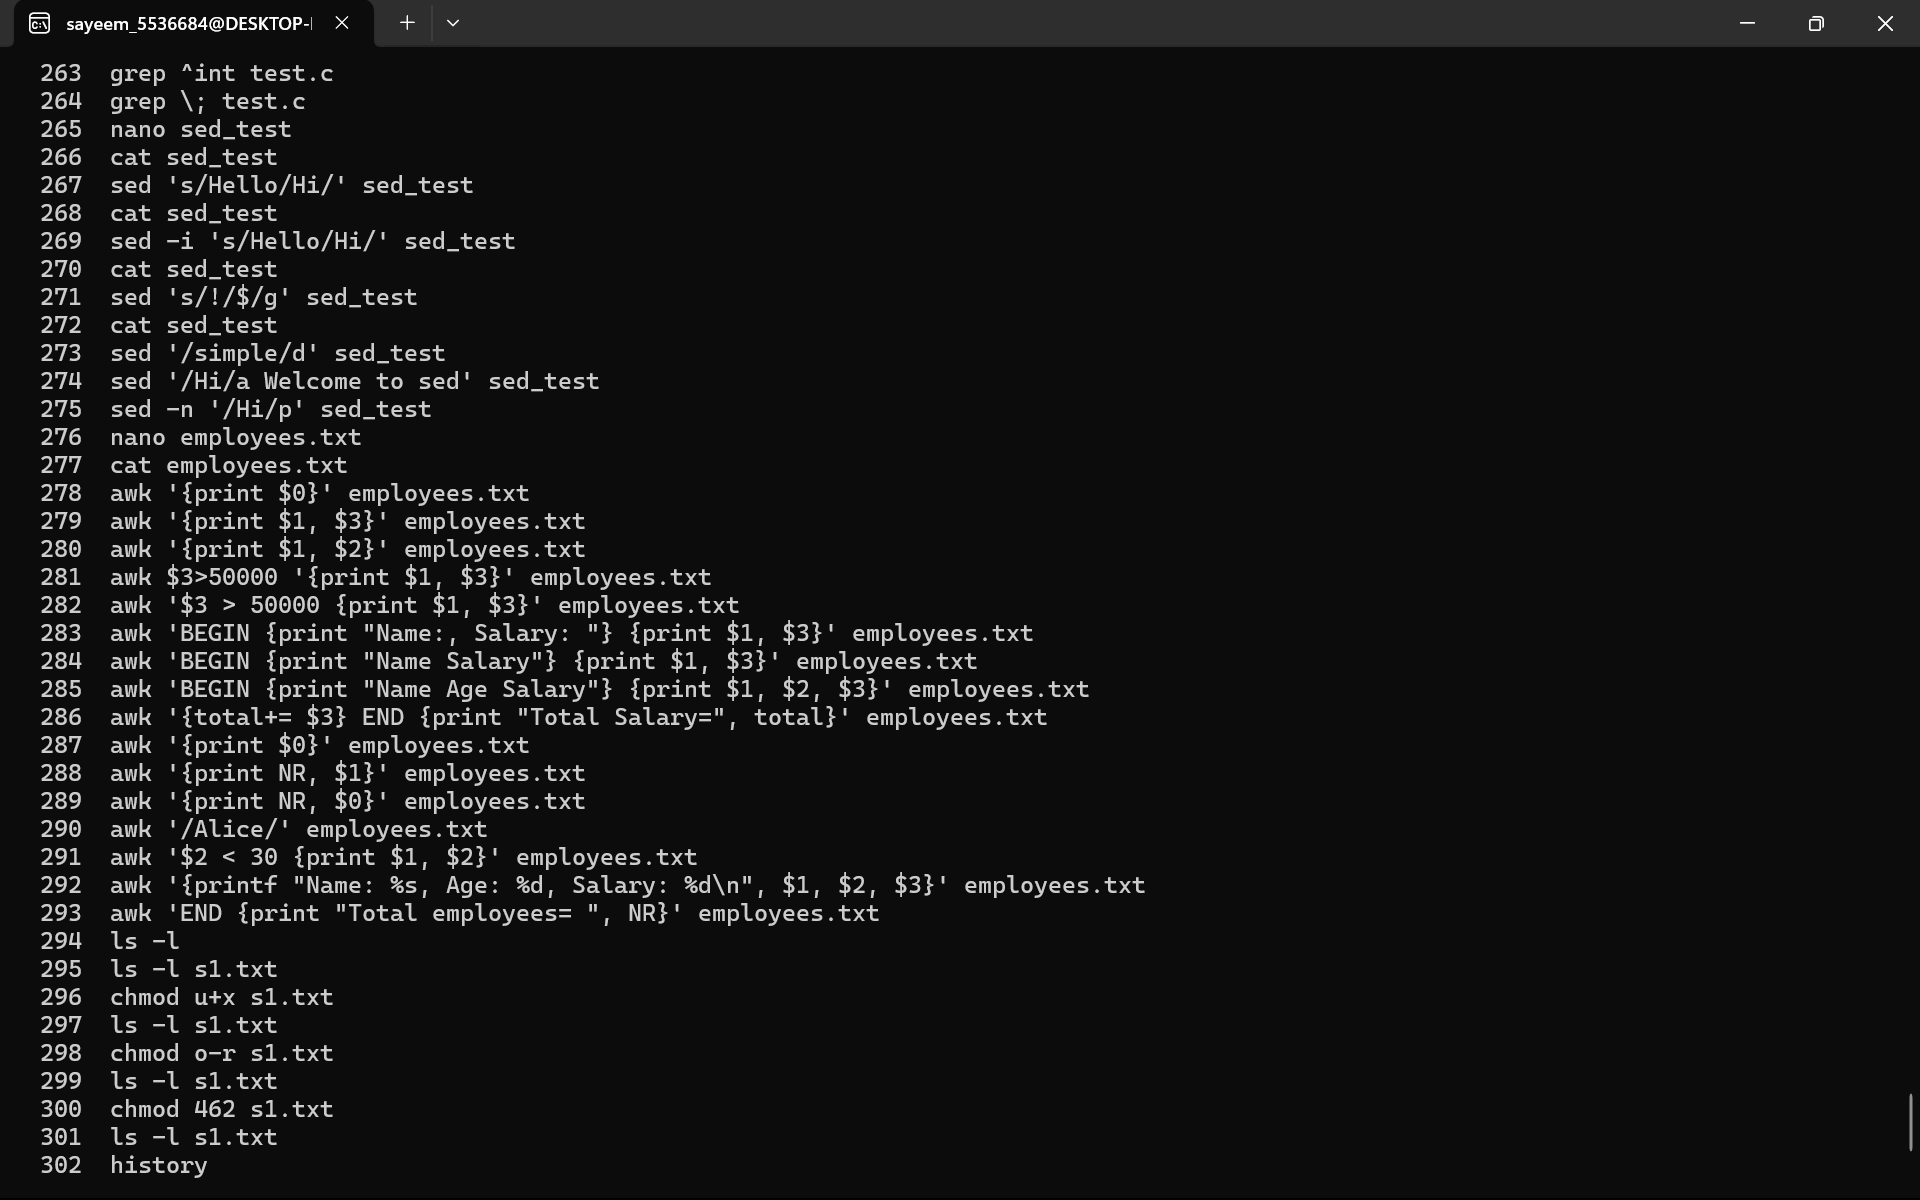 sayeem_5536684@DESKTOP-
263 grep ^int test.c
264 grep \; test.c
265 nano sed_test
266 cat sed_test
267 sed 's/Hello/Hi/' sed_test
268 cat sed_test
269 sed -i 's/Hello/Hi/' sed_test
270 cat sed_test
271 sed 's/!/$/g' sed_test
272 cat sed_test
273 sed '/simple/d' sed_test
274 sed '/Hi/a Welcome to sed' sed_test
275 sed -n '/Hi/p' sed_test
276 nano employees.txt
277 cat employees.txt
278 awk '{print $0}' employees.txt
279 awk '{print $1, $3}' employees.txt
280 awk '{print $1, $2}' employees.txt
281 awk $3>50000 '{print $1, $3}' employees.txt
282 awk '$3 > 50000 {print $1, $3}' employees.txt
283 awk 'BEGIN {print "Name:, Salary: "} {print $1, $3}' employees.txt
284 awk 'BEGIN {print "Name Salary"} {print $1, $3}' employees.txt
285 awk 'BEGIN {print "Name Age Salary"} {print $1, $2, $3}' employees.txt
286 awk '{total+= $3} END {print "Total Salary=", total}' employees.txt
287 awk '{print $0}' employees.txt
288 awk '{print NR, $1}' employees.txt
289 awk '{print NR, $0}' employees.txt
290 awk '/Alice/' employees.txt
291 awk '$2 < 30 {print $1, $2}' employees.txt
292 awk '{printf "Name: %s, Age: %d, Salary: %d\n", $1, $2, $3}' employees.txt
293 awk 'END {print "Total employees= ", NR}' employees.txt
294 ls -l
295 ls -l s1.txt
296 chmod u+x s1.txt
297 ls -l s1.txt
298 chmod o-r s1.txt
299 ls -l s1.txt
300 chmod 462 s1.txt
301 ls -l s1.txt
302 history